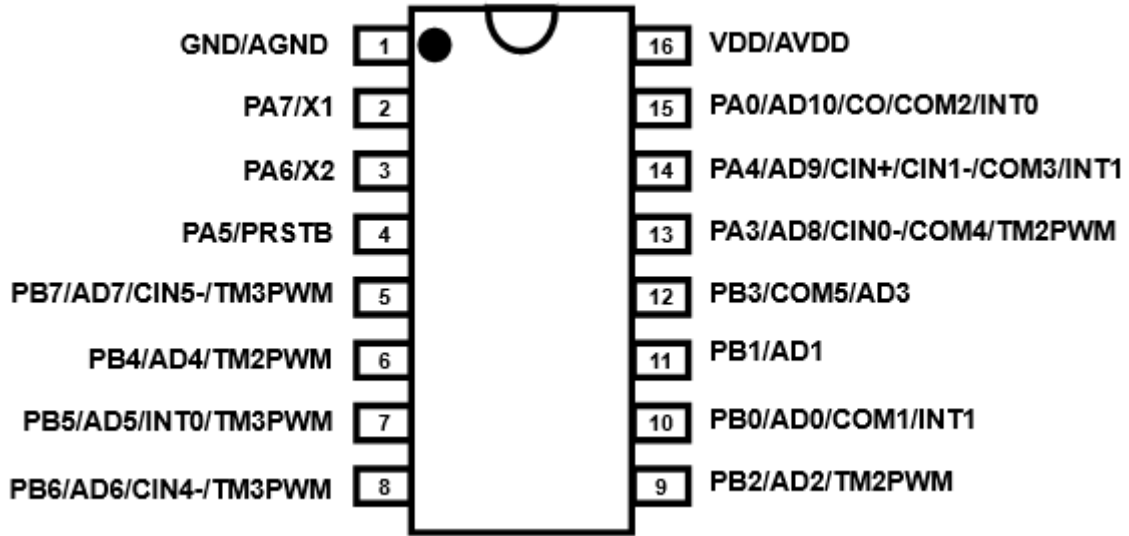 GND/AGND 1 16 VDD/AVDD
PA7/X1 2 15 PA0/AD10/CO/COM2/INT0
PA6/X2 3 14 PA4/AD9/CIN+/CIN1-/COM3/INT1
PA5/PRSTB 4 13 PA3/AD8/CIN0-/COM4/TM2PWM
PB7/AD7/CIN5-/TM3PWM 5 12 PB3/COM5/AD3
PB4/AD4/TM2PWM 6 11 PB1/AD1
PB5/AD5/INT0/TM3PWM 7 10 PB0/AD0/COM1/INT1
PB6/AD6/CIN4-/TM3PWM 8 9 PB2/AD2/TM2PWM